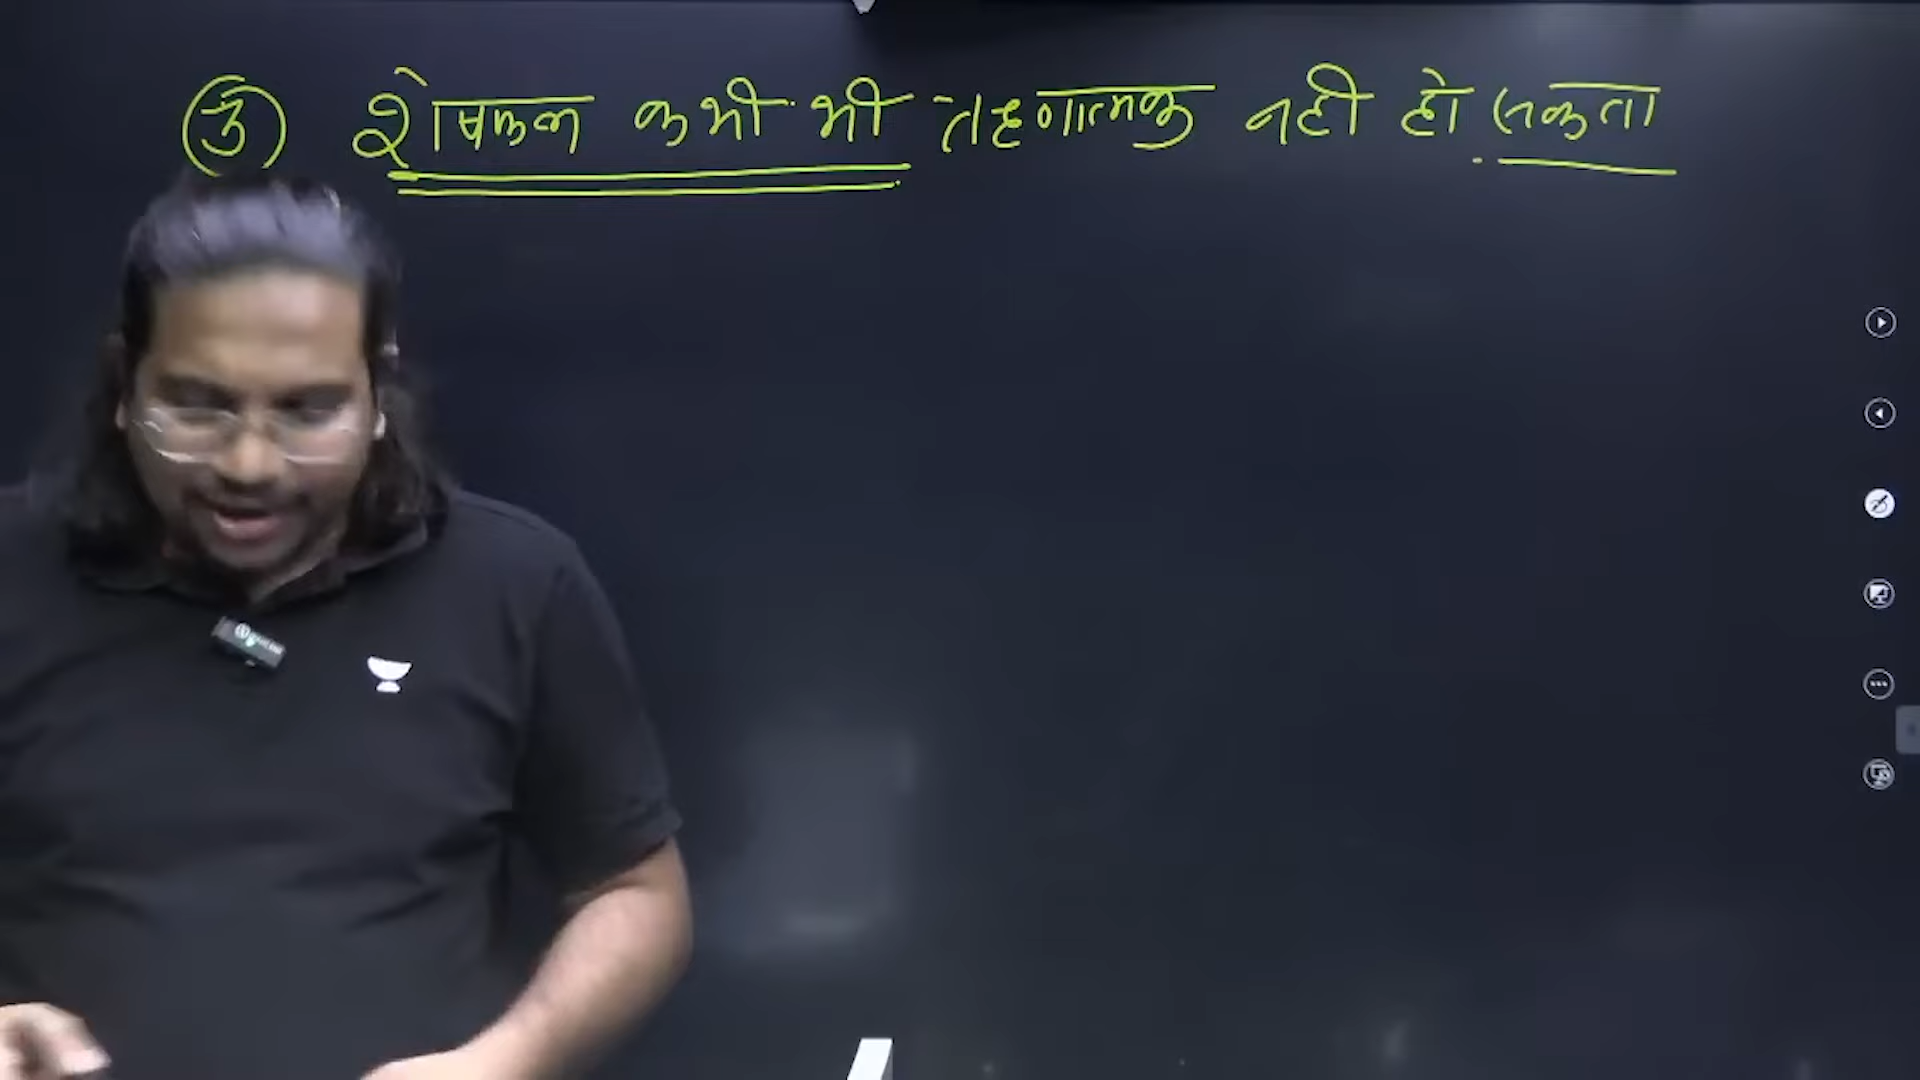 ③ शेषफल कभी भी ऋणात्मक नही हो सकता